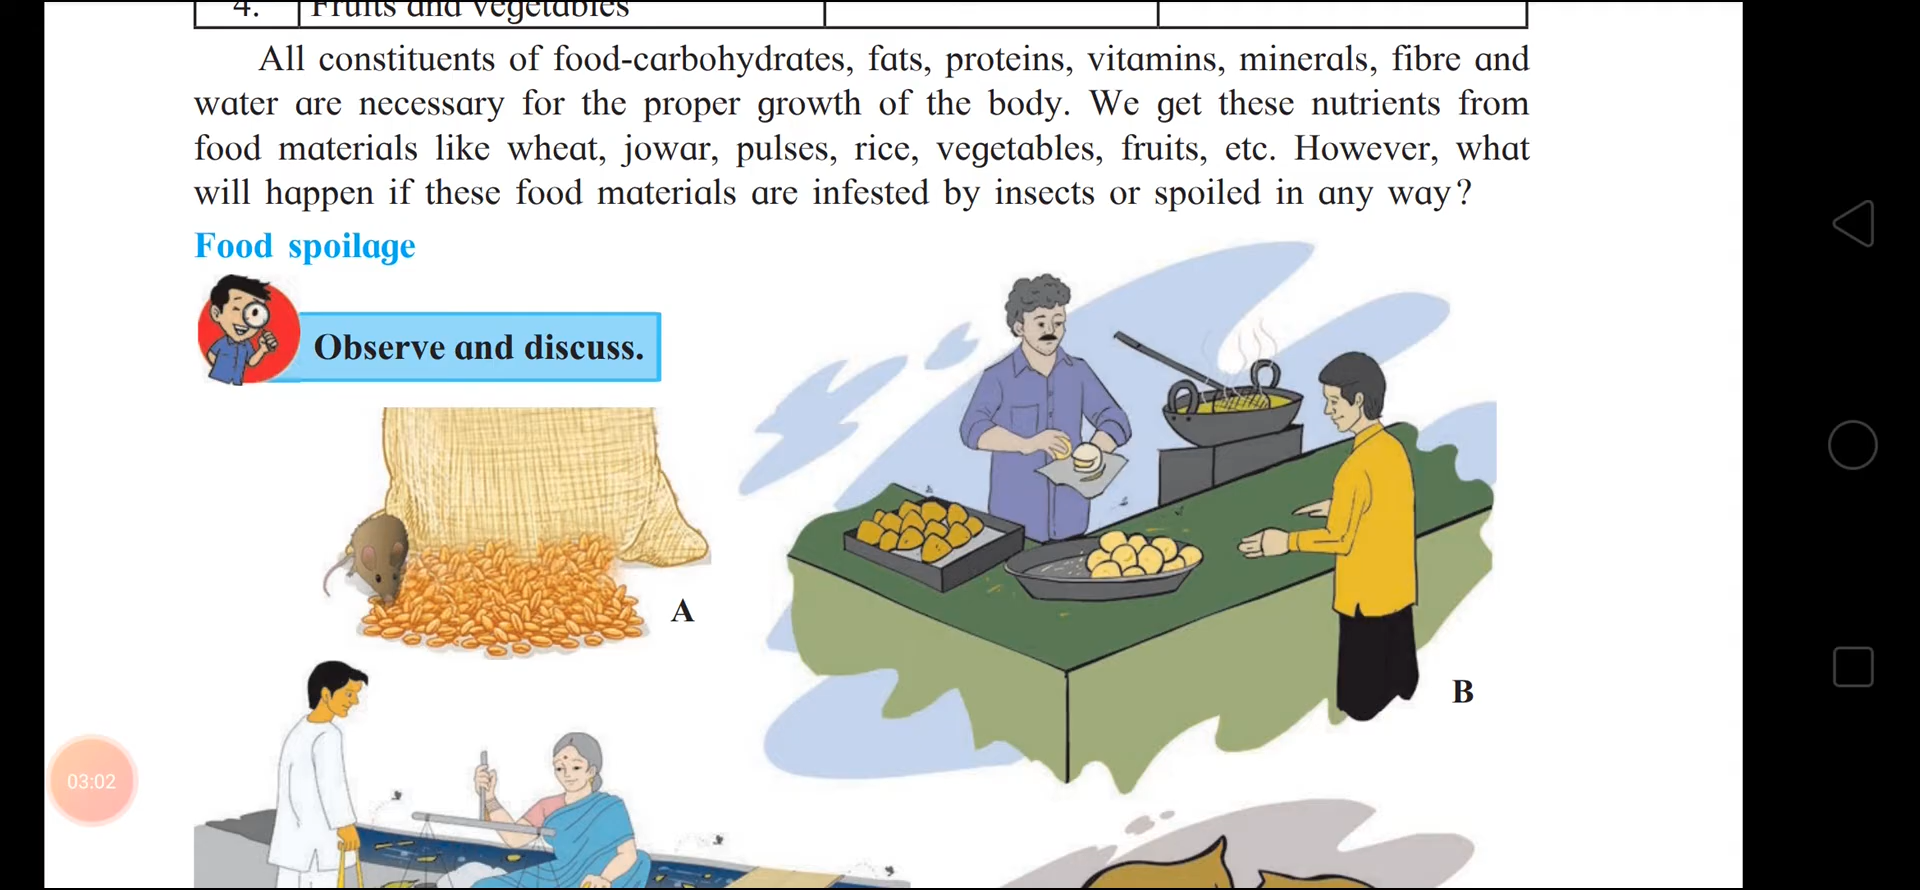 4. Fruits and vegetables
All constituents of food-carbohydrates, fats, proteins, vitamins, minerals, fibre and
water are necessary for the proper growth of the body. We get these nutrients from
food materials like wheat, jowar, pulses, rice, vegetables, fruits, etc. However, what
will happen if these food materials are infested by insects or spoiled in any way?
Food spoilage
Observe and discuss.
A
B
03:02